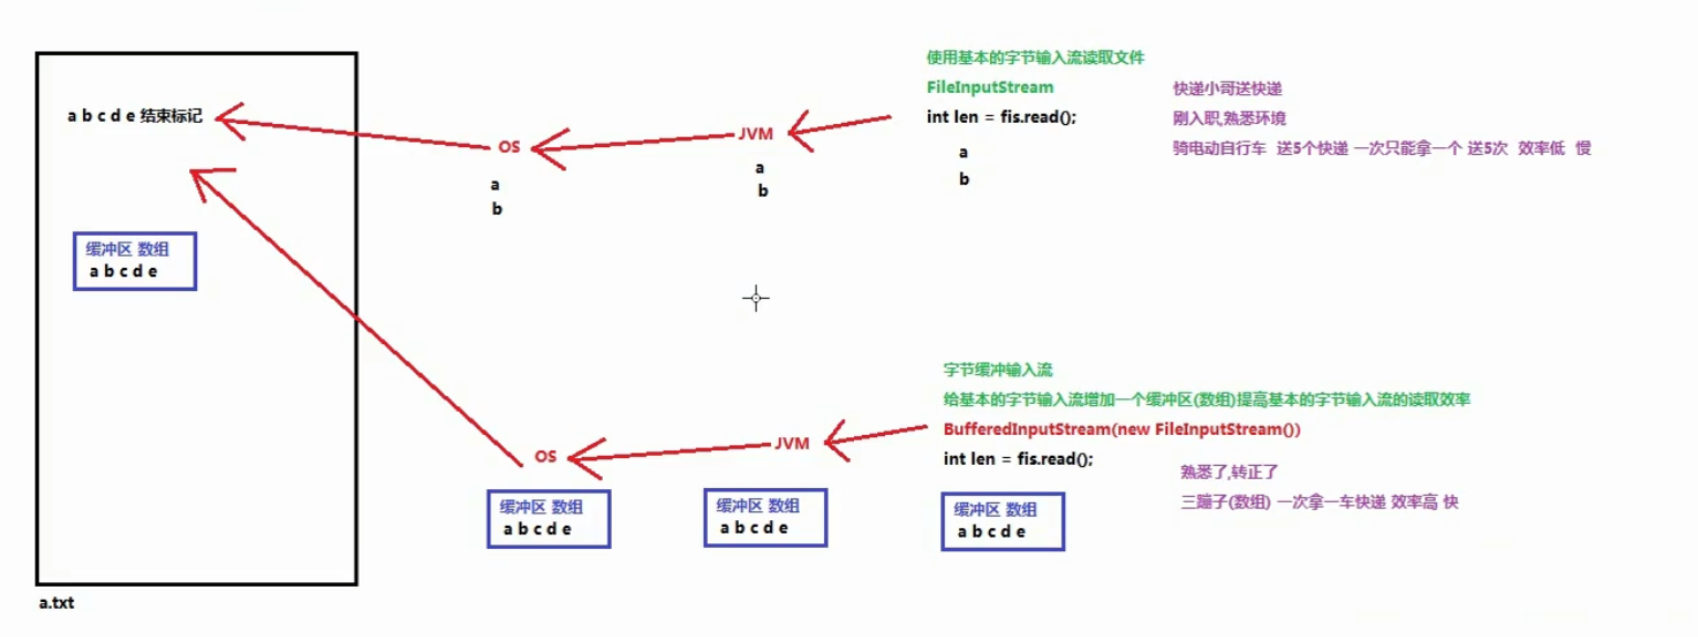 使用基本的字节输入流读取文件
FileInputStream
int len = fis.read();
a
b
快递小哥送快递
刚入职,熟悉环境
骑电动自行车 送5个快递 一次只能拿一个 送5次 效率低 慢
JVM
a
b
OS
a
b
a b c d e 结束标记
缓冲区 数组
a b c d e
字节缓冲输入流
给基本的字节输入流增加一个缓冲区(数组)提高基本的字节输入流的读取效率
BufferedInputStream(new FileInputStream())
int len = fis.read();
缓冲区 数组
a b c d e
熟悉了,转正了
三蹦子(数组) 一次拿一车快递 效率高 快
JVM
缓冲区 数组
a b c d e
OS
缓冲区 数组
a b c d e
a.txt